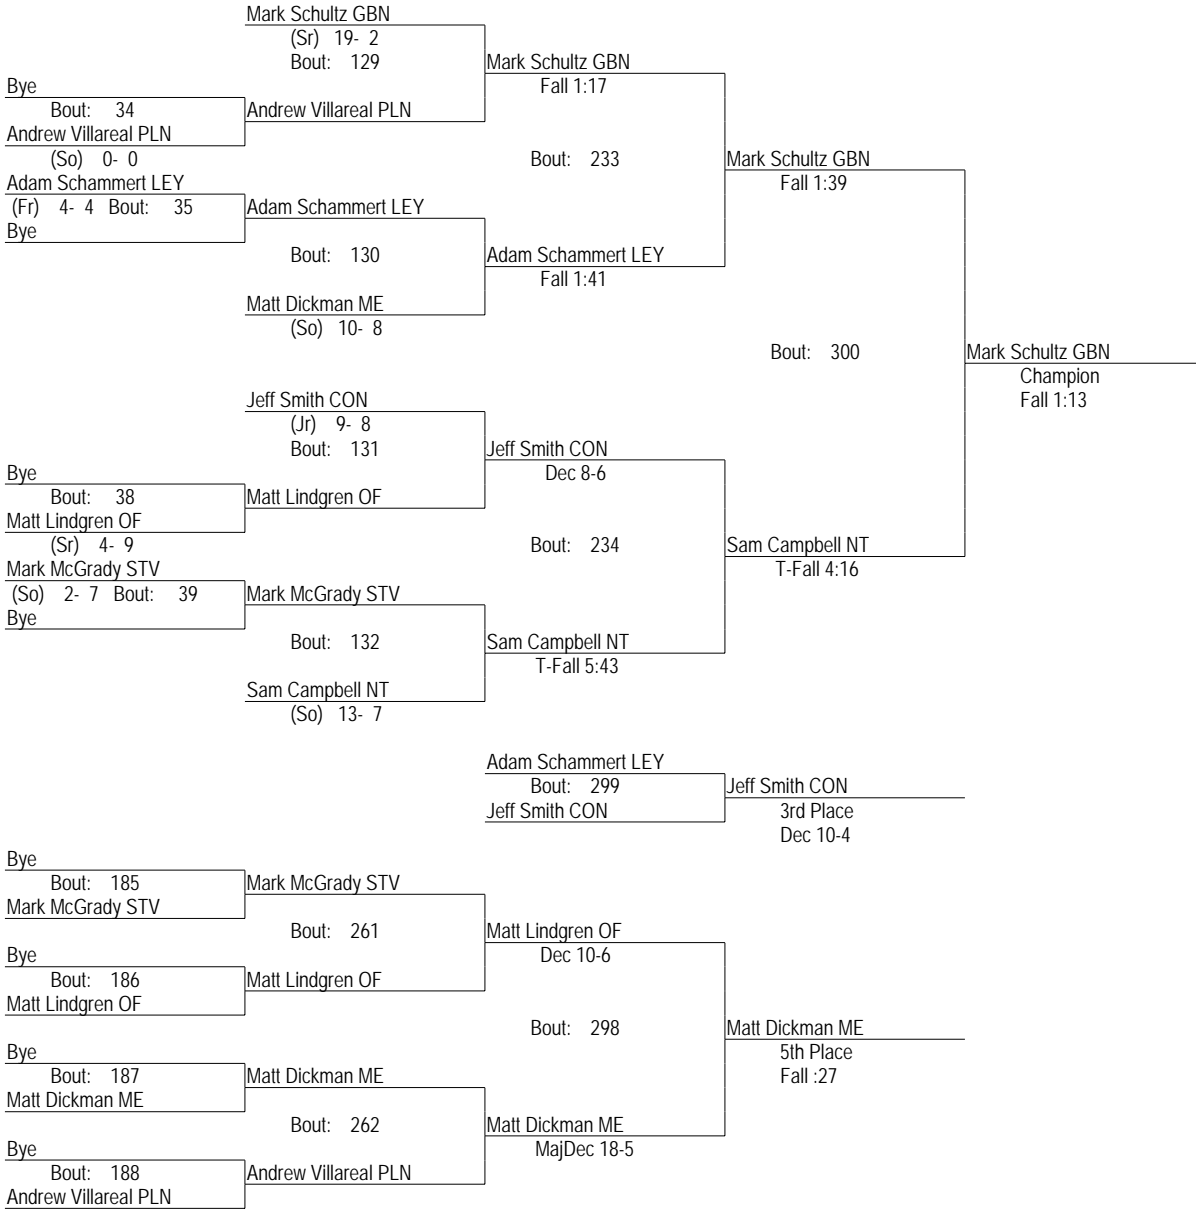 Mark Schultz GBN
(Sr) 19- 2
Bout: 129
Mark Schultz GBN
Fall 1:17
Bye
Bout: 34
Andrew Villareal PLN
Andrew Villareal PLN
(So) 0- 0
Bout: 233
Mark Schultz GBN
Fall 1:39
Adam Schammert LEY
(Fr) 4- 4 Bout: 35
Adam Schammert LEY
Bye
Bout: 130
Adam Schammert LEY
Fall 1:41
Matt Dickman ME
(So) 10- 8
Bout: 300
Mark Schultz GBN
Champion
Fall 1:13
Jeff Smith CON
(Jr) 9- 8
Bout: 131
Jeff Smith CON
Dec 8-6
Bye
Bout: 38
Matt Lindgren OF
Matt Lindgren OF
(Sr) 4- 9
Bout: 234
Sam Campbell NT
T-Fall 4:16
Mark McGrady STV
(So) 2- 7 Bout: 39
Mark McGrady STV
Bye
Bout: 132
Sam Campbell NT
T-Fall 5:43
Sam Campbell NT
(So) 13- 7
Adam Schammert LEY
Bout: 299
Jeff Smith CON
Jeff Smith CON
3rd Place
Dec 10-4
Bye
Bout: 185
Mark McGrady STV
Mark McGrady STV
Bout: 261
Matt Lindgren OF
Dec 10-6
Bye
Bout: 186
Matt Lindgren OF
Matt Lindgren OF
Bout: 298
Matt Dickman ME
5th Place
Fall :27
Bye
Bout: 187
Matt Dickman ME
Matt Dickman ME
Bout: 262
Matt Dickman ME
MajDec 18-5
Bye
Bout: 188
Andrew Villareal PLN
Andrew Villareal PLN